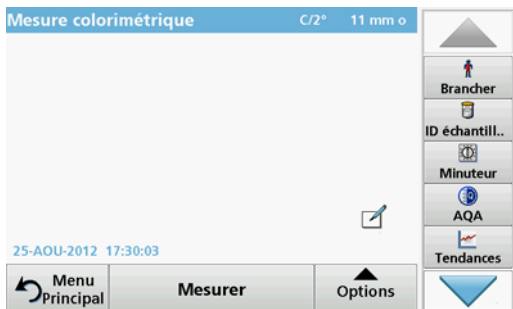 Mesure colorimétrique C/2° 11 mm o
Brancher
ID échantill..
Minuteur
AQA
Tendances
25-AOU-2012 17:30:03
Menu
Principal
Mesurer
Options